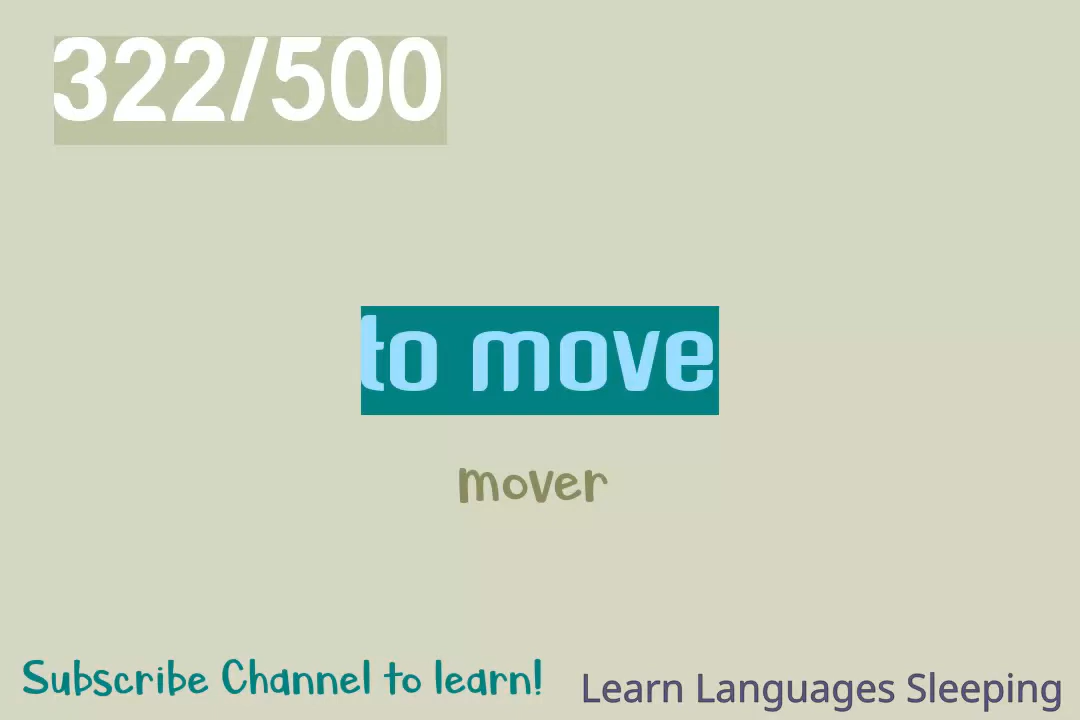 322/500
to move
mover
Subscribe Channel to learn!
Learn Languages Sleeping